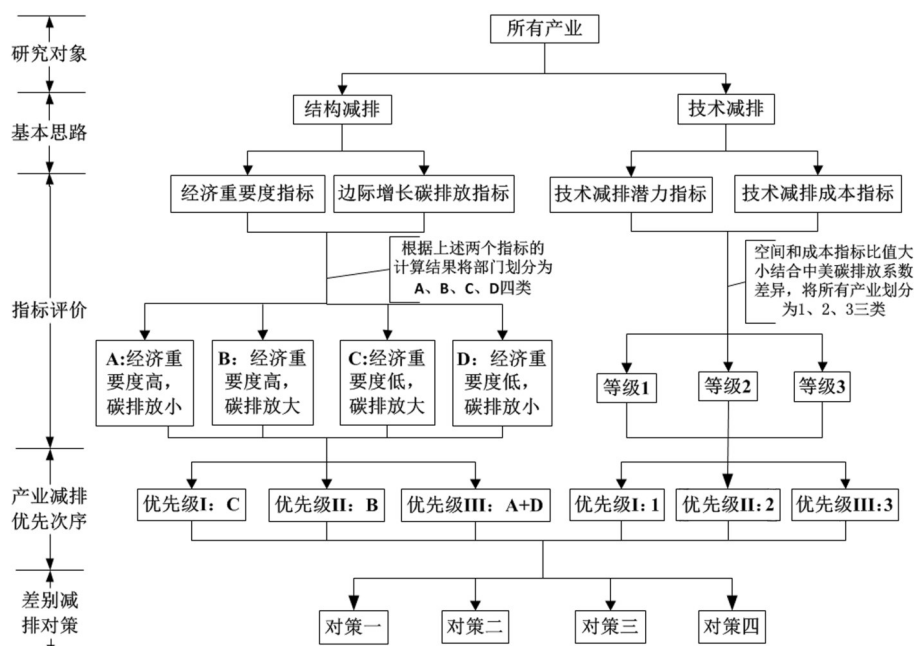 所有产业
研究对象
结构减排
技术减排
基本思路
经济重要度指标
边际增长碳排放指标
技术减排潜力指标
技术减排成本指标
根据上述两个指标的
计算结果将部门划分为
A、B、C、D四类
空间和成本指标比值大
小结合中美碳排放系数
差异，将所有产业划分
为1、2、3三类
指标评价
A:经济重
要度高，
碳排放小
B：经济重
要度高，
碳排放大
C:经济重
要度低，
碳排放大
D：经济重
要度低，
碳排放小
等级1
等级2
等级3
产业减排
优先次序
优先级I：C
优先级II：B
优先级III：A+D
优先级I:1
优先级II:2
优先级III:3
差别减
排对策
对策一
对策二
对策三
对策四